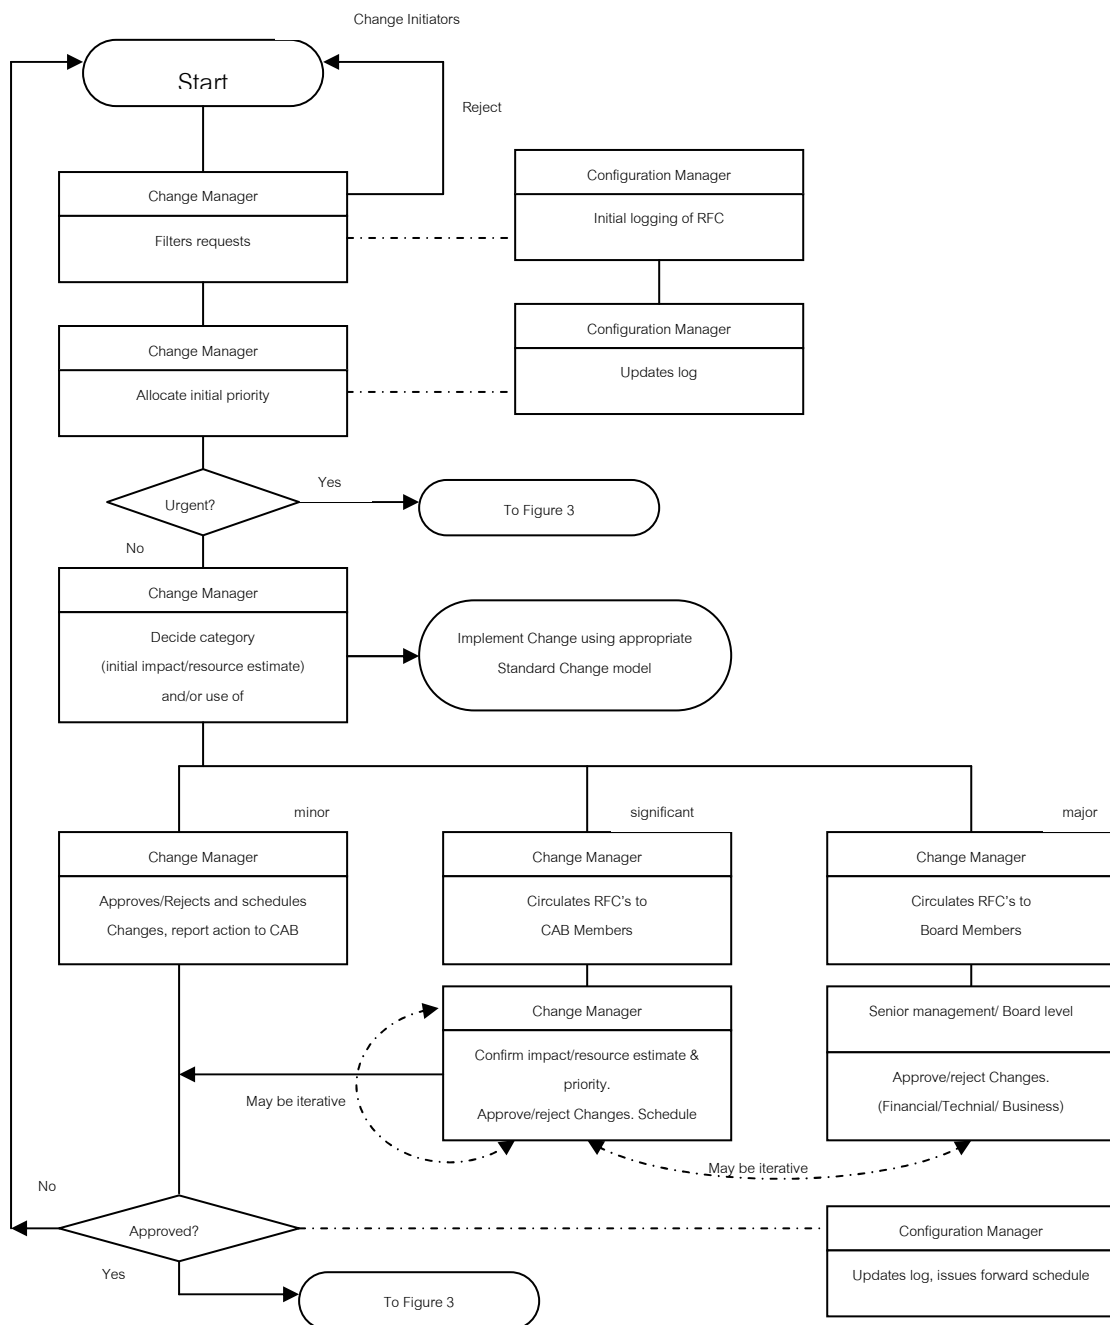 Change Initiators
Start
Reject
Configuration Manager
Initial logging of RFC
Change Manager
Filters requests
Configuration Manager
Updates log
Change Manager
Allocate initial priority
Urgent?
Yes
To Figure 3
No
Change Manager
Decide category
(initial impact/resource estimate)
and/or use of
Implement Change using appropriate
Standard Change model
minor
significant
major
Change Manager
Approves/Rejects and schedules
Changes, report action to CAB
Change Manager
Circulates RFC's to
CAB Members
Change Manager
Circulates RFC's to
Board Members
Change Manager
Confirm impact/resource estimate &
priority.
Approve/reject Changes. Schedule
Senior management/ Board level
Approve/reject Changes.
(Financial/Technial/ Business)
May be iterative
May be iterative
No
Approved?
Yes
To Figure 3
Configuration Manager
Updates log, issues forward schedule